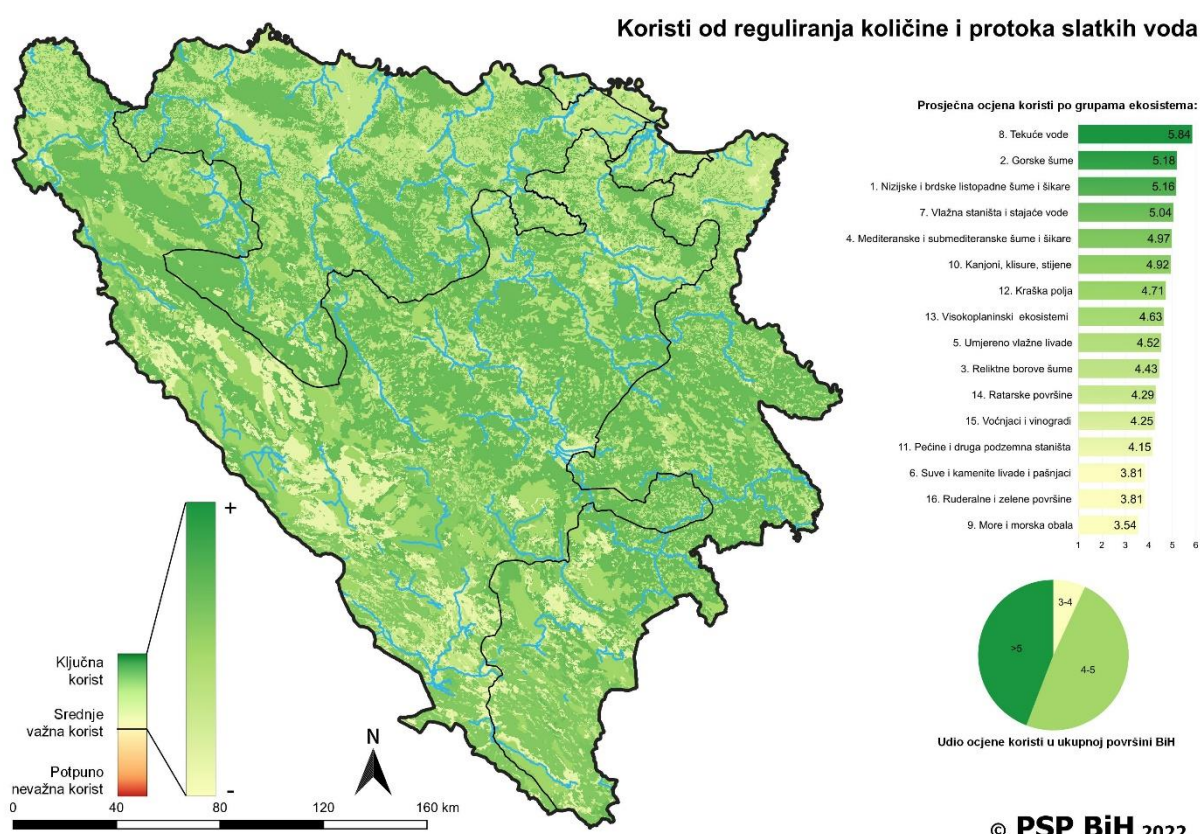 Koristi od reguliranja količine i protoka slatkih voda
Prosječna ocjena koristi po grupama ekosistema:
8. Tekuće vode 5.84
2. Gorske šume 5.18
1. Nizijske i brdske listopadne šume i šikare 5.16
7. Vlažna staništa i stajaće vode 5.04
4. Mediteranske i submediteranske šume i šikare 4.97
10. Kanjoni, klisure, stijene 4.92
12. Kraška polja 4.71
13. Visokoplaninski ekosistemi 4.63
5. Umjereno vlažne livade 4.52
3. Reliktne borove šume 4.43
14. Ratarske površine 4.29
15. Voćnjaci i vinogradi 4.25
11. Pećine i druga podzemna staništa 4.15
6. Suve i kamenite livade i pašnjaci 3.81
16. Ruderalne i zelene površine 3.81
9. More i morska obala 3.54
1 2 3 4 5 6
3-4
>5
4-5
Udio ocjene koristi u ukupnoj površini BiH
+
-
Ključna
korist
Srednje
važna korist
Potpuno
nevažna korist
N
0 40 80 120 160 km
© PSP BiH 2022